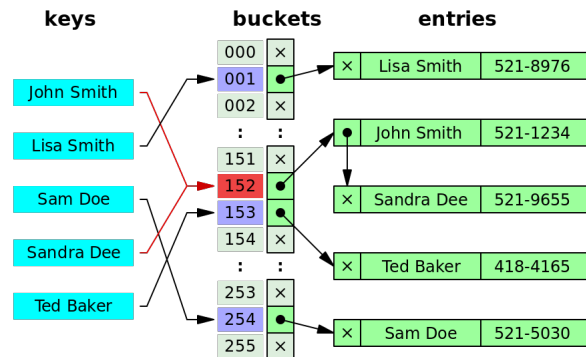 keys
buckets
entries
John Smith
Lisa Smith
Sam Doe
Sandra Dee
Ted Baker
000 ×
001
002 ×
: :
151 ×
152
153
154 ×
: :
253 ×
254
255 ×
× Lisa Smith 521-8976
John Smith 521-1234
× Sandra Dee 521-9655
× Ted Baker 418-4165
× Sam Doe 521-5030